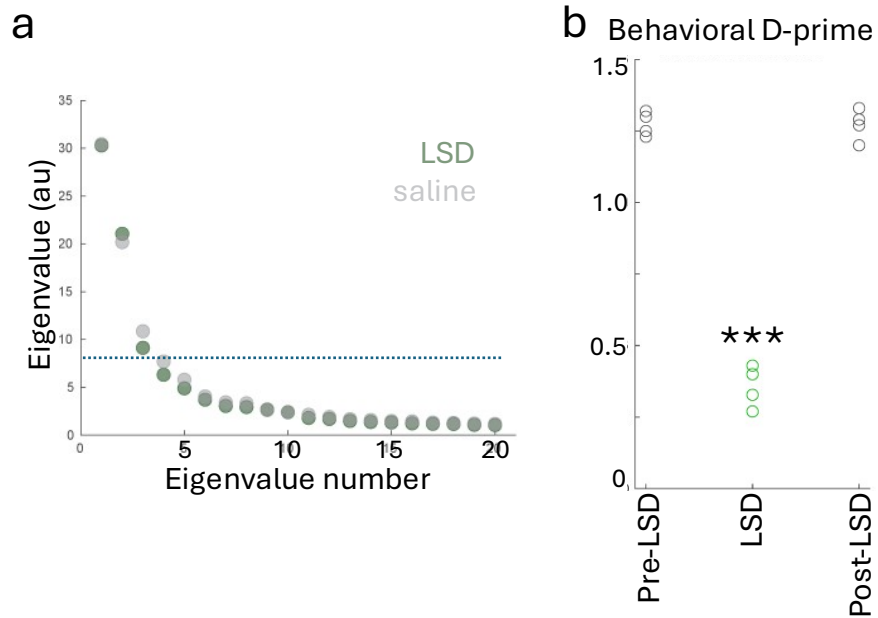 a
Eigenvalue (au)
35
30
25
20
15
10
5
0
LSD
saline
0
5
10
15
20
Eigenvalue number
b
Behavioral D-prime
1.5
1.0
0.5
0
***
Pre-LSD
LSD
Post-LSD